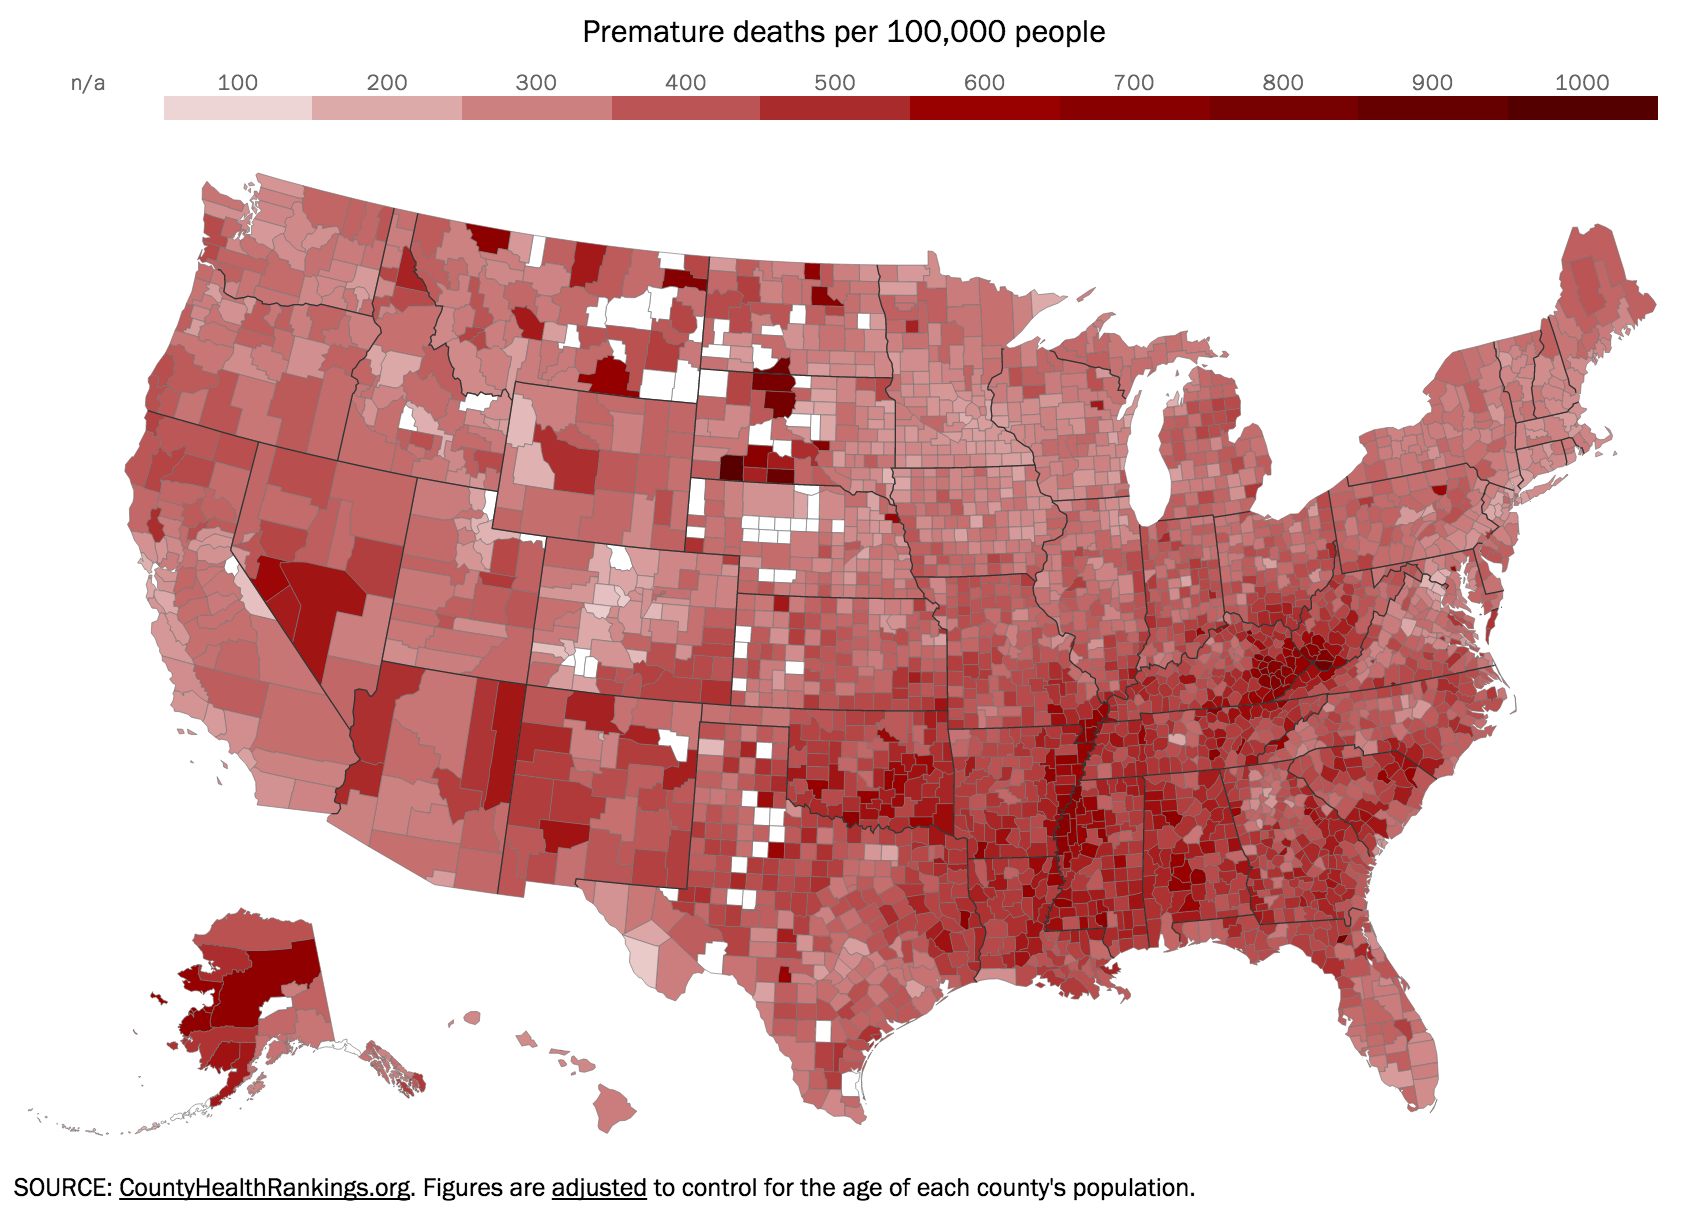 Premature deaths per 100,000 people
n/a 100 200 300 400 500 600 700 800 900 1000
SOURCE: CountyHealthRankings.org. Figures are adjusted to control for the age of each county's population.